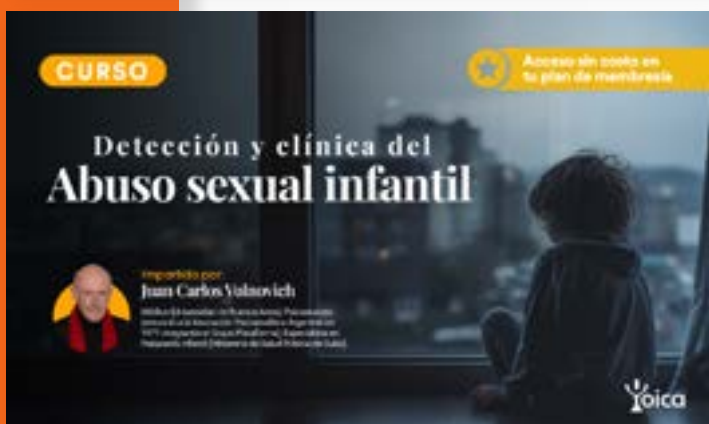 CURSO
Acceso sin costo en
tu plan de membresía
Detección y clínica del
Abuso sexual infantil
Impartido por:
Juan Carlos Volnovich
Yoica